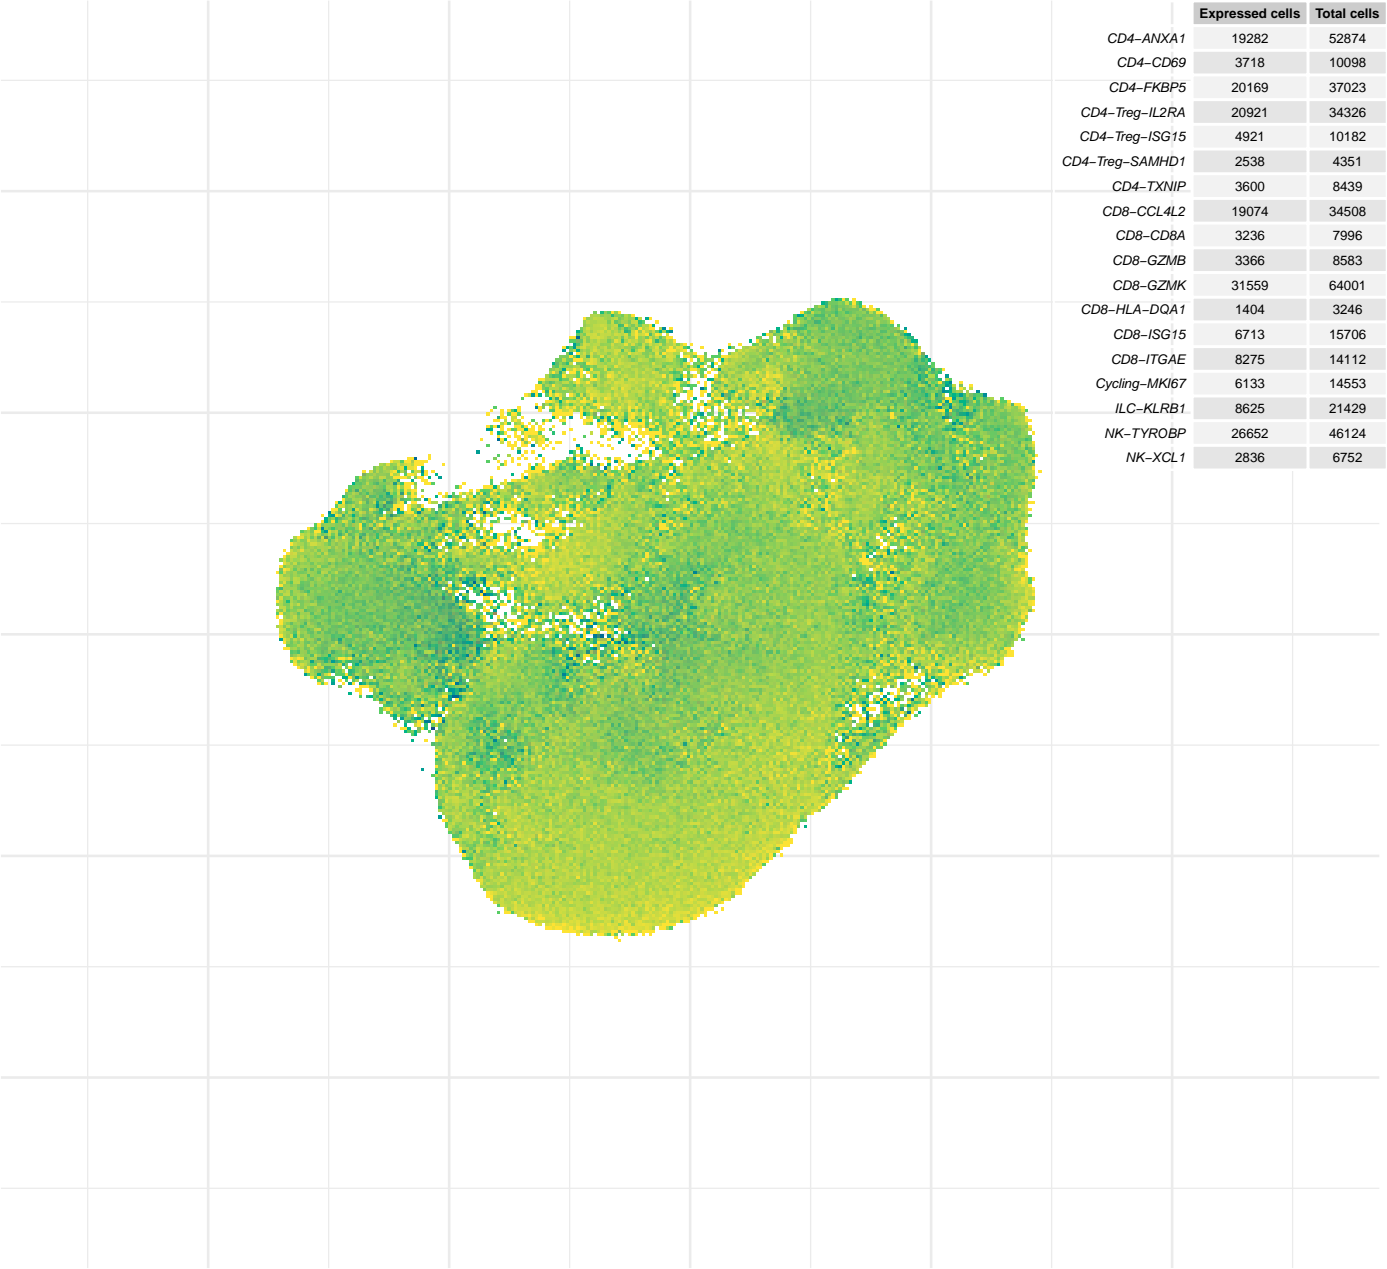 Expressed cells Total cells
CD4−ANXA1 19282 52874
CD4−CD69 3718 10098
CD4−FKBP5 20169 37023
CD4−Treg−IL2RA 20921 34326
CD4−Treg−ISG15 4921 10182
CD4−Treg−SAMHD1 2538 4351
CD4−TXNIP 3600 8439
CD8−CCL4L2 19074 34508
CD8−CD8A 3236 7996
CD8−GZMB 3366 8583
CD8−GZMK 31559 64001
CD8−HLA−DQA1 1404 3246
CD8−ISG15 6713 15706
CD8−ITGAE 8275 14112
Cycling−MKI67 6133 14553
ILC−KLRB1 8625 21429
NK−TYROBP 26652 46124
NK−XCL1 2836 6752